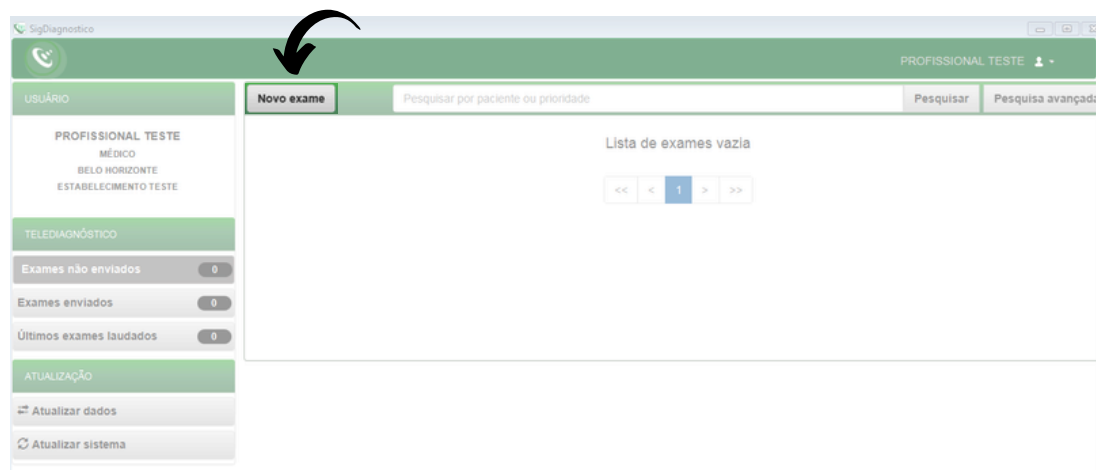 SigDiagnostico
PROFISSIONAL TESTE
USUÁRIO
Novo exame
Pesquisar por paciente ou prioridade
Pesquisar
Pesquisa avançada
PROFISSIONAL TESTE
MÉDICO
BELO HORIZONTE
ESTABELECIMENTO TESTE
Lista de exames vazia
<< < 1 > >>
TELEDIAGNÓSTICO
Exames não enviados 0
Exames enviados 0
Últimos exames laudados 0
ATUALIZAÇÃO
Atualizar dados
Atualizar sistema